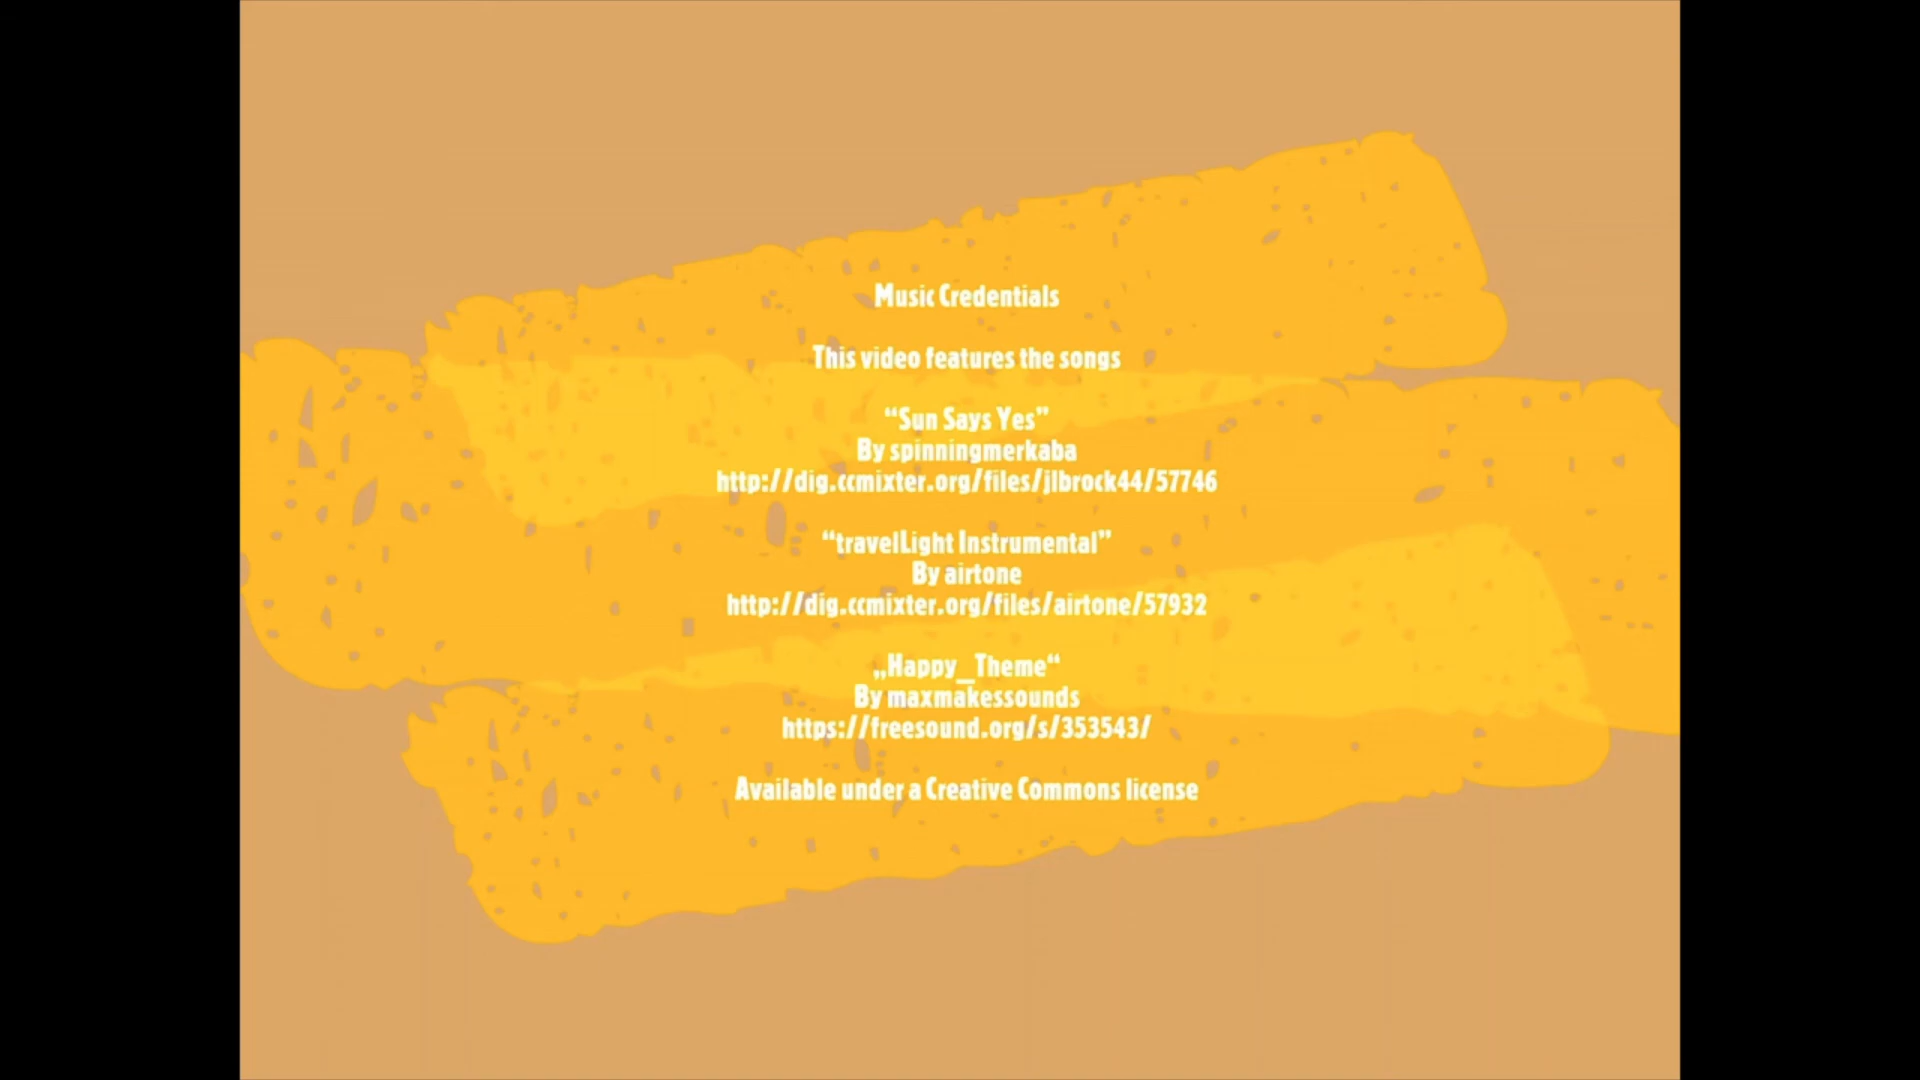 Music Credentials
This video features the songs
“Sun Says Yes”
By spinningmerkaba
http://dig.ccmixter.org/files/jlbrock44/57746
“travelLight Instrumental”
By airtone
http://dig.ccmixter.org/files/airtone/57932
„Happy_Theme“
By maxmakessounds
https://freesound.org/s/353543/
Available under a Creative Commons license